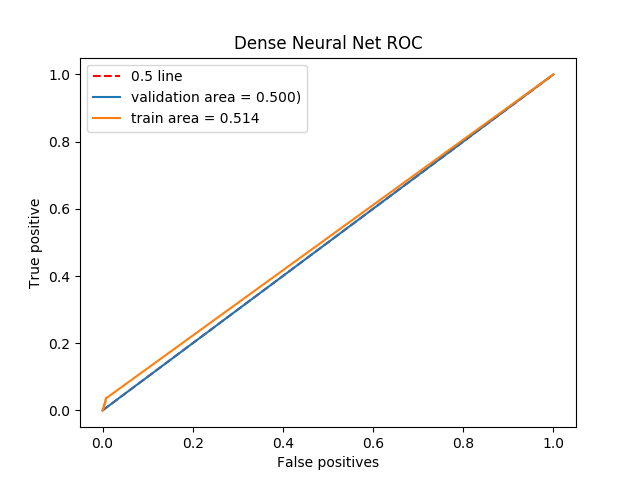 Dense Neural Net ROC
0.5 line
validation area = 0.500)
train area = 0.514
1.0
0.8
0.6
0.4
0.2
0.0
True positive
0.0 0.2 0.4 0.6 0.8 1.0
False positives